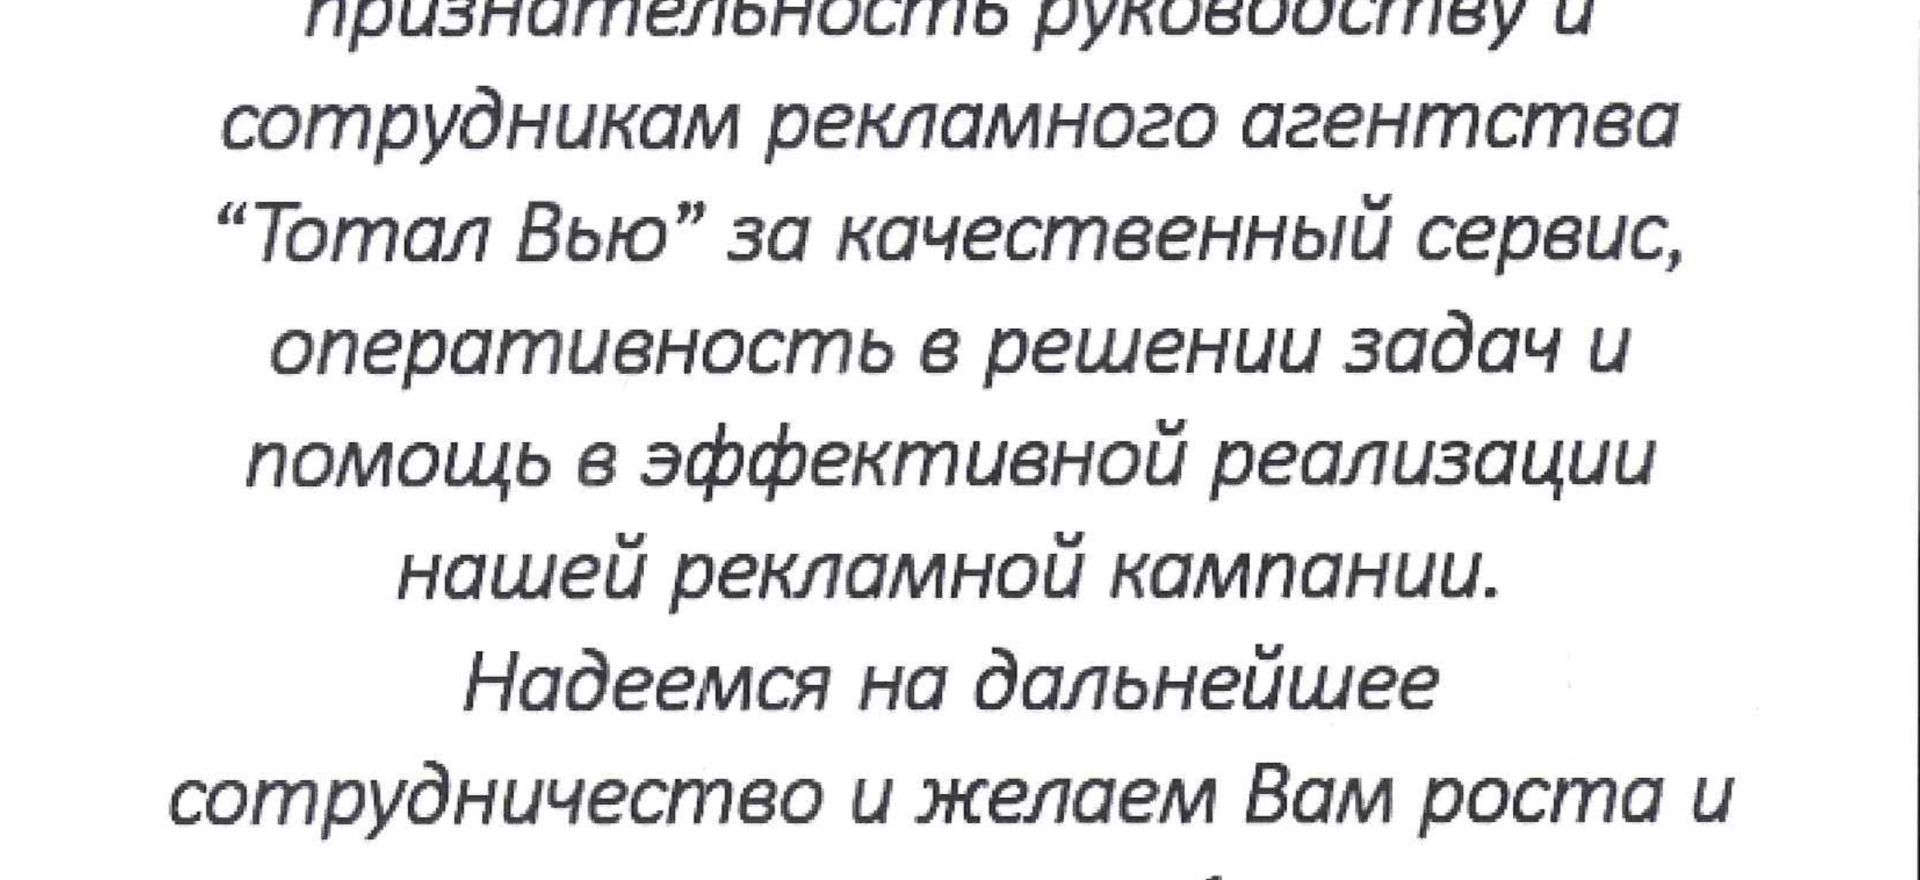 признательность руководству и
сотрудникам рекламного агентства
“Тотал Вью” за качественный сервис,
оперативность в решении задач и
помощь в эффективной реализации
нашей рекламной кампании.
Надеемся на дальнейшее
сотрудничество и желаем Вам роста и